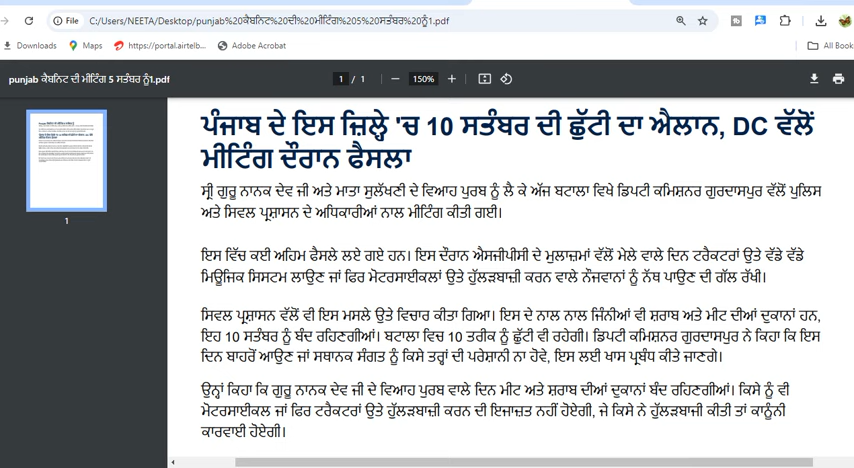 File
C:/Users/NEETA/Desktop/punjab%20ਕੈਬਨਿਟ%20ਦੀ%20ਮੀਟਿੰਗ%205%20ਸਤੰਬਰ%20ਨੂੰ1.pdf
Downloads
Maps
https://portal.airtelb...
Adobe Acrobat
All Book
punjab ਕੈਬਨਿਟ ਦੀ ਮੀਟਿੰਗ 5 ਸਤੰਬਰ ਨੂੰ1.pdf
1 / 1
150%
1
ਪੰਜਾਬ ਦੇ ਇਸ ਜ਼ਿਲ੍ਹੇ 'ਚ 10 ਸਤੰਬਰ ਦੀ ਛੁੱਟੀ ਦਾ ਐਲਾਨ, DC ਵੱਲੋਂ
ਮੀਟਿੰਗ ਦੌਰਾਨ ਫੈਸਲਾ
ਸ੍ਰੀ ਗੁਰੂ ਨਾਨਕ ਦੇਵ ਜੀ ਅਤੇ ਮਾਤਾ ਸੁਲੱਖਣੀ ਦੇ ਵਿਆਹ ਪੁਰਬ ਨੂੰ ਲੈ ਕੇ ਅੱਜ ਬਟਾਲਾ ਵਿਖੇ ਡਿਪਟੀ ਕਮਿਸ਼ਨਰ ਗੁਰਦਾਸਪੁਰ ਵੱਲੋਂ ਪੁਲਿਸ
ਅਤੇ ਸਿਵਲ ਪ੍ਰਸ਼ਾਸਨ ਦੇ ਅਧਿਕਾਰੀਆਂ ਨਾਲ ਮੀਟਿੰਗ ਕੀਤੀ ਗਈ।
ਇਸ ਵਿੱਚ ਕਈ ਅਹਿਮ ਫੈਸਲੇ ਲਏ ਗਏ ਹਨ। ਇਸ ਦੌਰਾਨ ਐਸਜੀਪੀਸੀ ਦੇ ਮੁਲਾਜ਼ਮਾਂ ਵੱਲੋਂ ਮੇਲੇ ਵਾਲੇ ਦਿਨ ਟਰੈਕਟਰਾਂ ਉਤੇ ਵੱਡੇ ਵੱਡੇ
ਮਿਊਜਿਕ ਸਿਸਟਮ ਲਾਉਣ ਜਾਂ ਫਿਰ ਮੋਟਰਸਾਈਕਲਾਂ ਉਤੇ ਹੁੱਲੜਬਾਜ਼ੀ ਕਰਨ ਵਾਲੇ ਨੌਜਵਾਨਾਂ ਨੂੰ ਨੱਥ ਪਾਉਣ ਦੀ ਗੱਲ ਰੱਖੀ।
ਸਿਵਲ ਪ੍ਰਸ਼ਾਸਨ ਵੱਲੋਂ ਵੀ ਇਸ ਮਸਲੇ ਉਤੇ ਵਿਚਾਰ ਕੀਤਾ ਗਿਆ। ਇਸ ਦੇ ਨਾਲ ਨਾਲ ਜਿੰਨੀਆਂ ਵੀ ਸ਼ਰਾਬ ਅਤੇ ਮੀਟ ਦੀਆਂ ਦੁਕਾਨਾਂ ਹਨ,
ਇਹ 10 ਸਤੰਬਰ ਨੂੰ ਬੰਦ ਰਹਿਣਗੀਆਂ। ਬਟਾਲਾ ਵਿਚ 10 ਤਰੀਕ ਨੂੰ ਛੁੱਟੀ ਵੀ ਰਹੇਗੀ। ਡਿਪਟੀ ਕਮਿਸ਼ਨਰ ਗੁਰਦਾਸਪੁਰ ਨੇ ਕਿਹਾ ਕਿ ਇਸ
ਦਿਨ ਬਾਹਰੋਂ ਆਉਣ ਜਾਂ ਸਥਾਨਕ ਸੰਗਤ ਨੂੰ ਕਿਸੇ ਤਰ੍ਹਾਂ ਦੀ ਪਰੇਸ਼ਾਨੀ ਨਾ ਹੋਵੇ, ਇਸ ਲਈ ਖਾਸ ਪ੍ਰਬੰਧ ਕੀਤੇ ਜਾਣਗੇ।
ਉਨ੍ਹਾਂ ਕਿਹਾ ਕਿ ਗੁਰੂ ਨਾਨਕ ਦੇਵ ਜੀ ਦੇ ਵਿਆਹ ਪੁਰਬ ਵਾਲੇ ਦਿਨ ਮੀਟ ਅਤੇ ਸ਼ਰਾਬ ਦੀਆਂ ਦੁਕਾਨਾਂ ਬੰਦ ਰਹਿਣਗੀਆਂ। ਕਿਸੇ ਨੂੰ ਵੀ
ਮੋਟਰਸਾਈਕਲ ਜਾਂ ਫਿਰ ਟਰੈਕਟਰਾਂ ਉਤੇ ਹੁੱਲੜਬਾਜ਼ੀ ਕਰਨ ਦੀ ਇਜਾਜ਼ਤ ਨਹੀਂ ਹੋਏਗੀ, ਜੇ ਕਿਸੇ ਨੇ ਹੁੱਲੜਬਾਜੀ ਕੀਤੀ ਤਾਂ ਕਾਨੂੰਨੀ
ਕਾਰਵਾਈ ਹੋਏਗੀ।